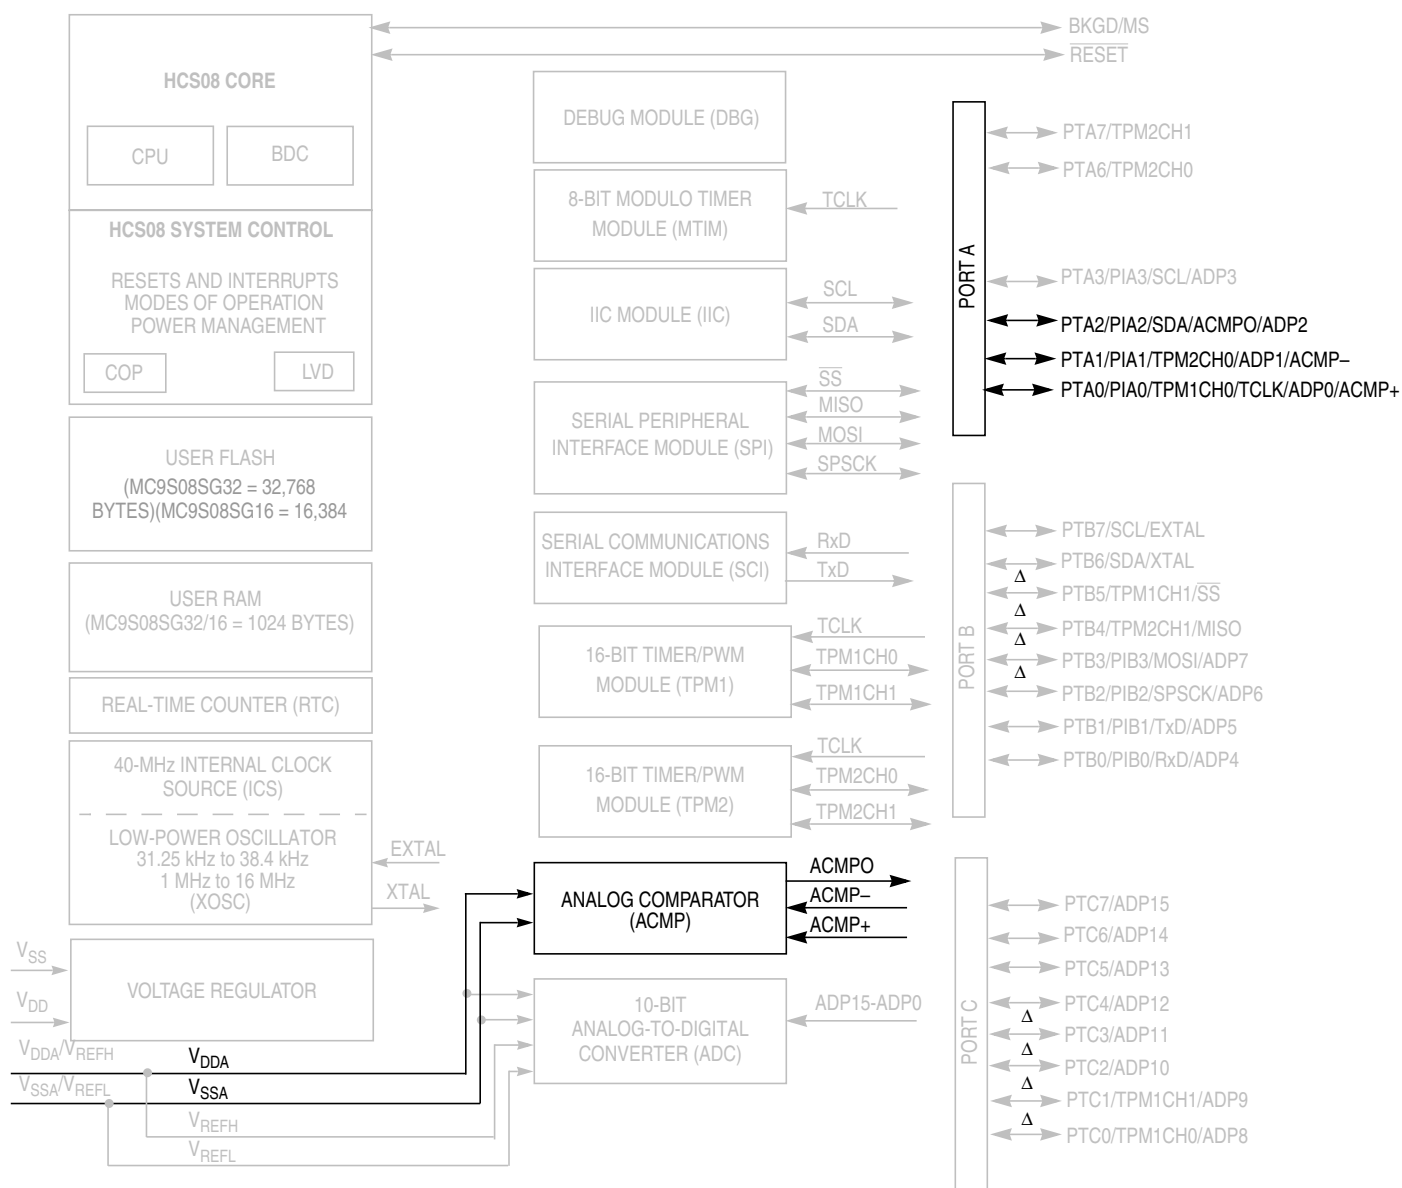 BKGD/MS
RESET
HCS08 CORE
CPU
BDC
HCS08 SYSTEM CONTROL
RESETS AND INTERRUPTS
MODES OF OPERATION
POWER MANAGEMENT
COP
LVD
USER FLASH
(MC9S08SG32 = 32,768
BYTES)(MC9S08SG16 = 16,384
USER RAM
(MC9S08SG32/16 = 1024 BYTES)
REAL-TIME COUNTER (RTC)
40-MHz INTERNAL CLOCK
SOURCE (ICS)
LOW-POWER OSCILLATOR
31.25 kHz to 38.4 kHz
1 MHz to 16 MHz
(XOSC)
EXTAL
XTAL
VSS
VDD
VOLTAGE REGULATOR
VDDA/VREFH
VDDA
VSSA/VREFL
VSSA
VREFH
VREFL
DEBUG MODULE (DBG)
8-BIT MODULO TIMER
MODULE (MTIM)
TCLK
IIC MODULE (IIC)
SCL
SDA
SERIAL PERIPHERAL
INTERFACE MODULE (SPI)
SS
MISO
MOSI
SPSCK
SERIAL COMMUNICATIONS
INTERFACE MODULE (SCI)
RxD
TxD
16-BIT TIMER/PWM
MODULE (TPM1)
TCLK
TPM1CH0
TPM1CH1
16-BIT TIMER/PWM
MODULE (TPM2)
TCLK
TPM2CH0
TPM2CH1
ANALOG COMPARATOR
(ACMP)
ACMPO
ACMP–
ACMP+
10-BIT
ANALOG-TO-DIGITAL
CONVERTER (ADC)
ADP15-ADP0
PORT A
PTA7/TPM2CH1
PTA6/TPM2CH0
PTA3/PIA3/SCL/ADP3
PTA2/PIA2/SDA/ACMPO/ADP2
PTA1/PIA1/TPM2CH0/ADP1/ACMP–
PTA0/PIA0/TPM1CH0/TCLK/ADP0/ACMP+
PORT B
PTB7/SCL/EXTAL
PTB6/SDA/XTAL
Δ
PTB5/TPM1CH1/SS
Δ
PTB4/TPM2CH1/MISO
Δ
PTB3/PIB3/MOSI/ADP7
Δ
PTB2/PIB2/SPSCK/ADP6
PTB1/PIB1/TxD/ADP5
PTB0/PIB0/RxD/ADP4
PORT C
PTC7/ADP15
PTC6/ADP14
PTC5/ADP13
PTC4/ADP12
Δ
PTC3/ADP11
Δ
PTC2/ADP10
Δ
PTC1/TPM1CH1/ADP9
Δ
PTC0/TPM1CH0/ADP8